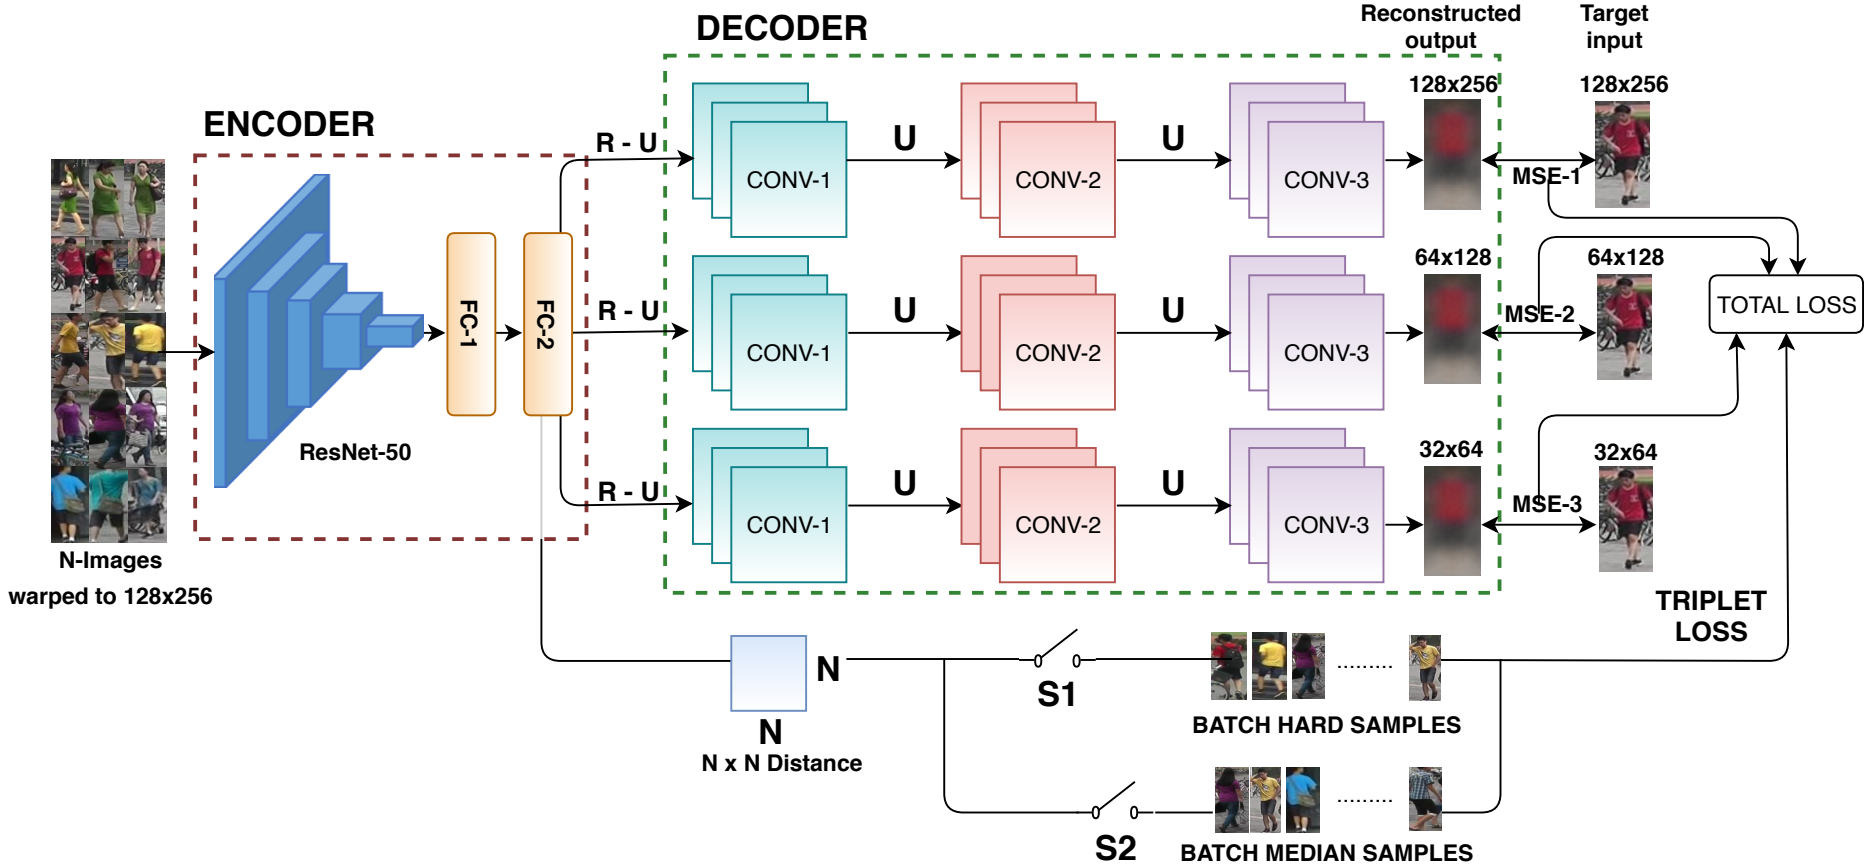 DECODER
Reconstructed
output
Target
input
128x256
128x256
ENCODER
R - U
CONV-1
U
CONV-2
U
CONV-3
MSE-1
64x128
64x128
FC-1
FC-2
R - U
CONV-1
U
CONV-2
U
CONV-3
MSE-2
TOTAL LOSS
ResNet-50
32x64
32x64
R - U
CONV-1
U
CONV-2
U
CONV-3
MSE-3
N-Images
warped to 128x256
TRIPLET
LOSS
N
N
N x N Distance
S1
.........
BATCH HARD SAMPLES
S2
.........
BATCH MEDIAN SAMPLES